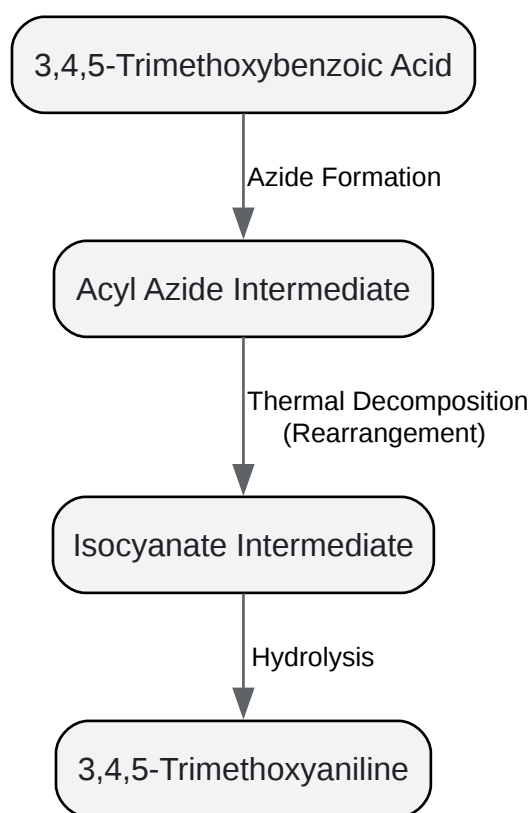 3,4,5-Trimethoxybenzoic Acid
Azide Formation
Acyl Azide Intermediate
Thermal Decomposition
(Rearrangement)
Isocyanate Intermediate
Hydrolysis
3,4,5-Trimethoxyaniline